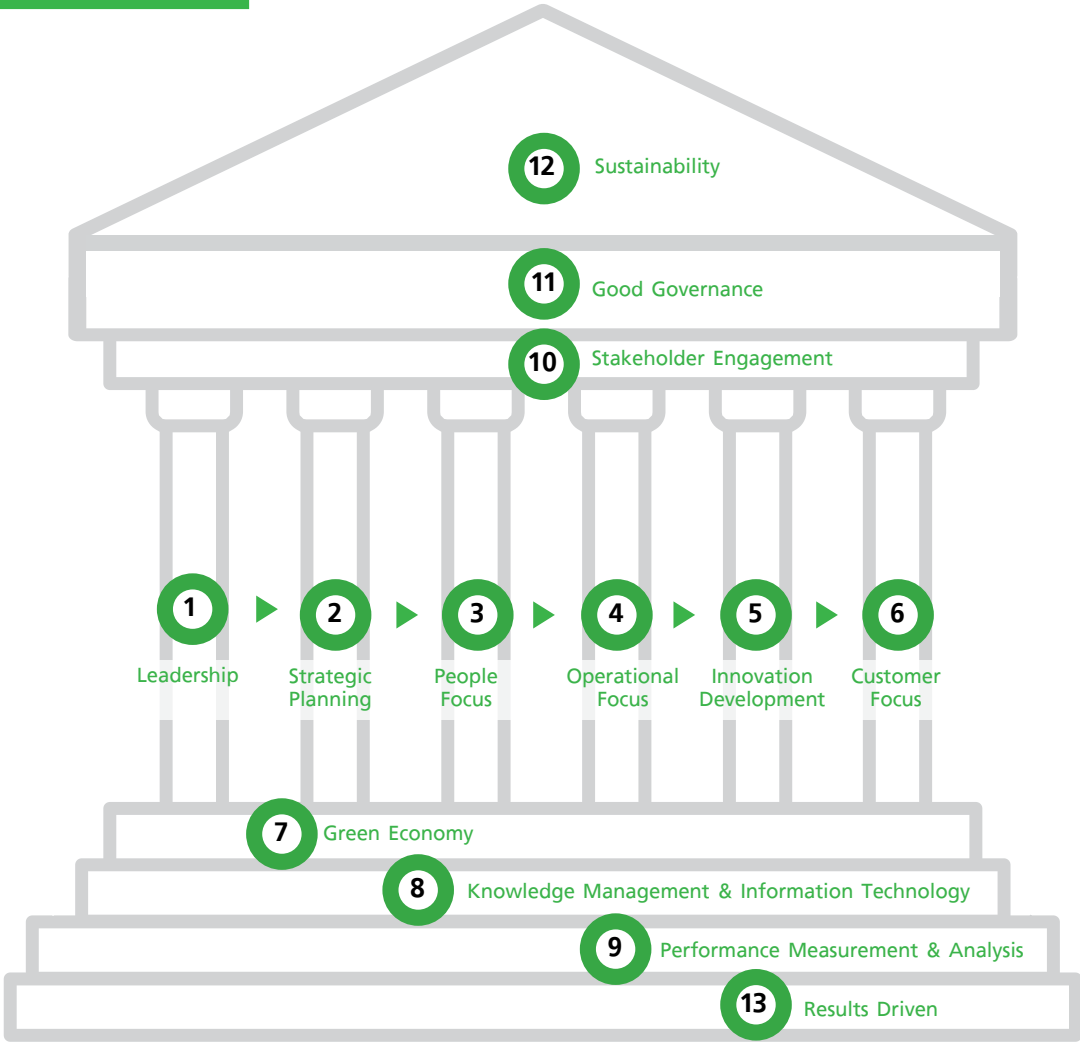 12 Sustainability
11 Good Governance
10 Stakeholder Engagement
1
2
3
4
5
6
Leadership
Strategic
Planning
People
Focus
Operational
Focus
Innovation
Development
Customer
Focus
7 Green Economy
8 Knowledge Management & Information Technology
9 Performance Measurement & Analysis
13 Results Driven